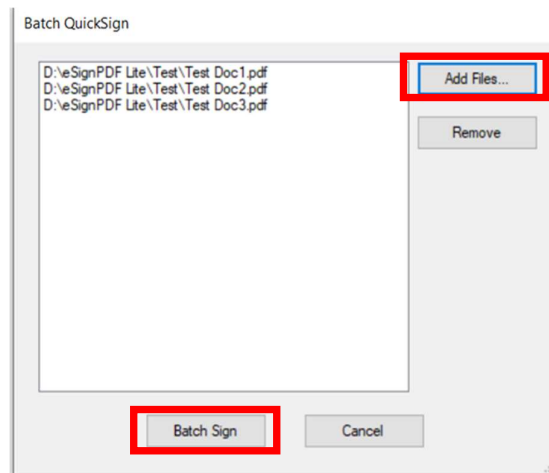 Batch QuickSign
D:\eSignPDF Lite\Test\Test Doc1.pdf
D:\eSignPDF Lite\Test\Test Doc2.pdf
D:\eSignPDF Lite\Test\Test Doc3.pdf
Add Files...
Remove
Batch Sign
Cancel